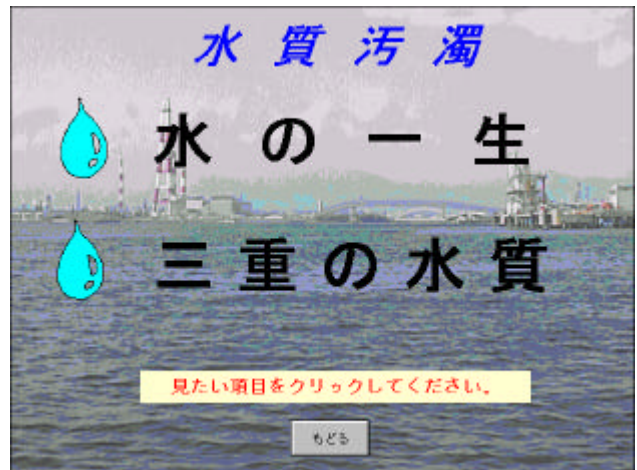 水質汚濁
水の一生
三重の水質
見たい項目をクリックしてください。
もどる